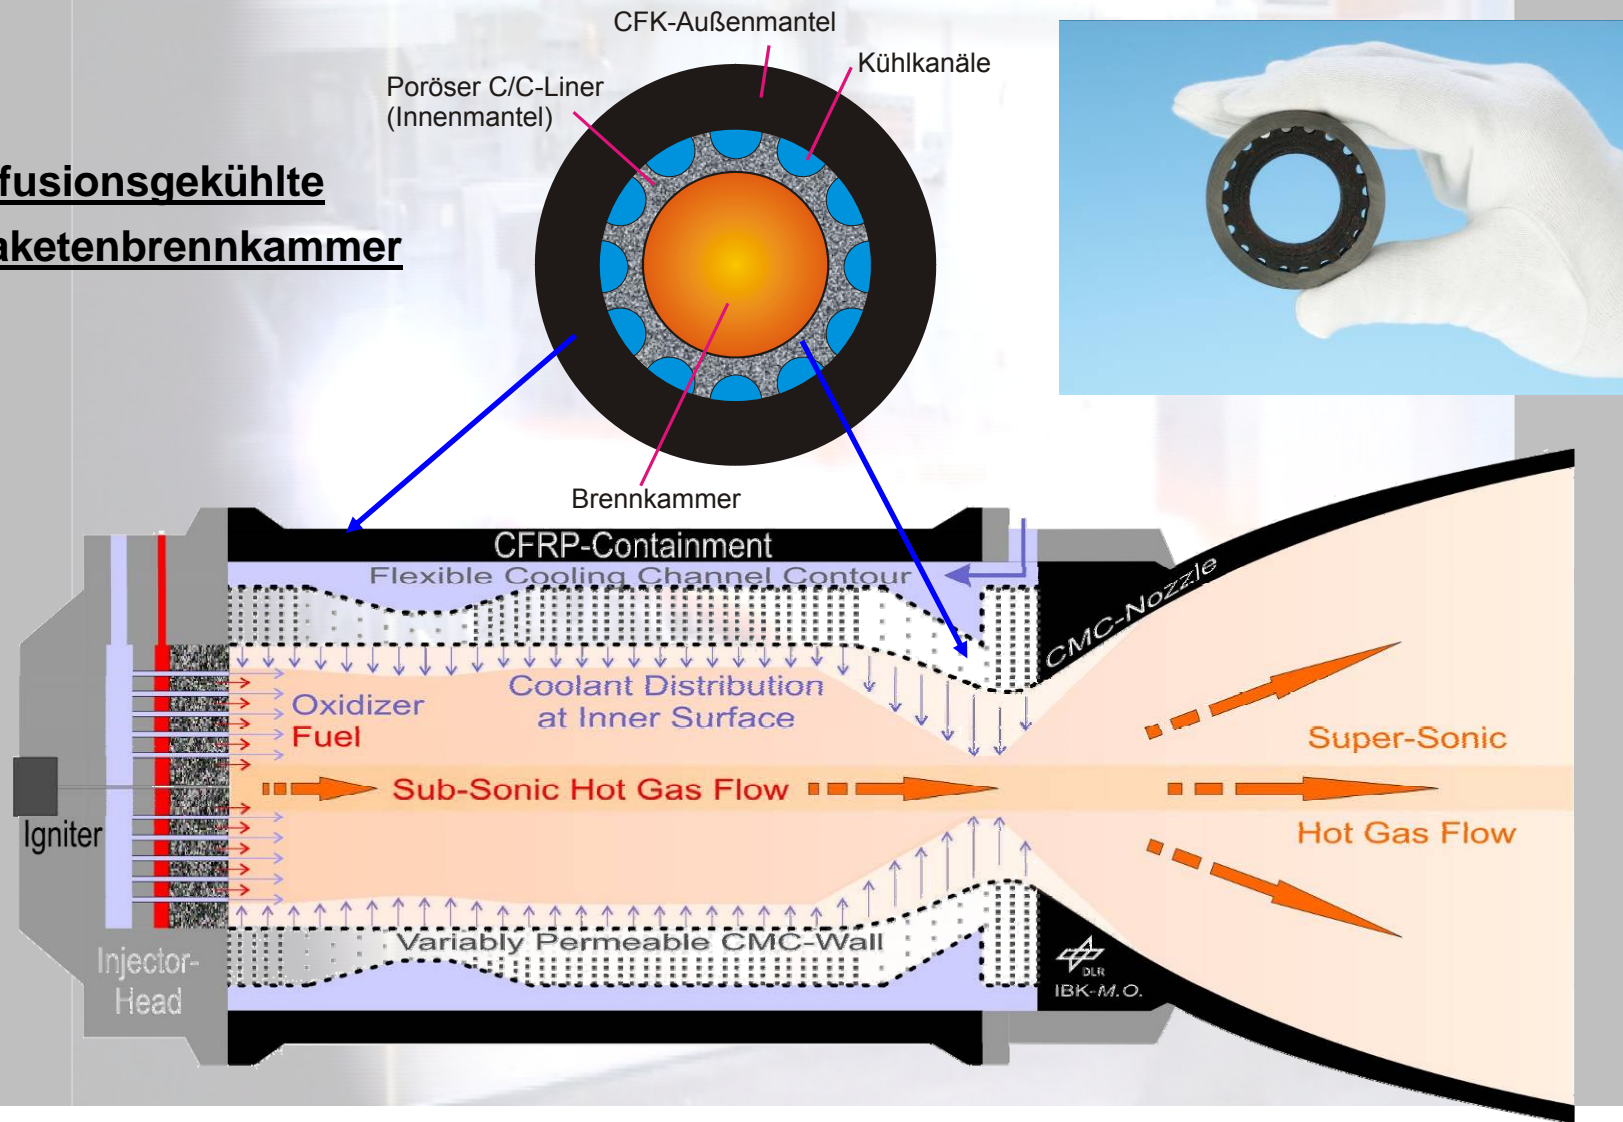 CFK-Außenmantel
Kühlkanäle
Poröser C/C-Liner
(Innenmantel)
fusionsgekühlte
aketenbrennkammer
Brennkammer
CFRP-Containment
Flexible Cooling Channel Contour
CMC-Nozzle
Coolant Distribution
at Inner Surface
Oxidizer
Fuel
Sub-Sonic Hot Gas Flow
Super-Sonic
Hot Gas Flow
Igniter
Variably Permeable CMC-Wall
Injector-
Head
DLR
IBK-M.O.